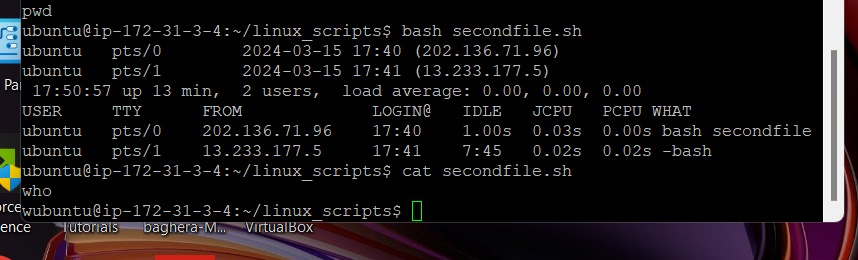 pwd
ubuntu@ip-172-31-3-4:~/linux_scripts$ bash secondfile.sh
ubuntu   pts/0        2024-03-15 17:40 (202.136.71.96)
ubuntu   pts/1        2024-03-15 17:41 (13.233.177.5)
 17:50:57 up 13 min,  2 users,  load average: 0.00, 0.00, 0.00
USER     TTY      FROM             LOGIN@   IDLE   JCPU   PCPU WHAT
ubuntu   pts/0    202.136.71.96    17:40    1.00s  0.03s  0.00s bash secondfile
ubuntu   pts/1    13.233.177.5     17:41    7:45   0.02s  0.02s -bash
ubuntu@ip-172-31-3-4:~/linux_scripts$ cat secondfile.sh
who
wubuntu@ip-172-31-3-4:~/linux_scripts$
Tutorials baghera-M... VirtualBox